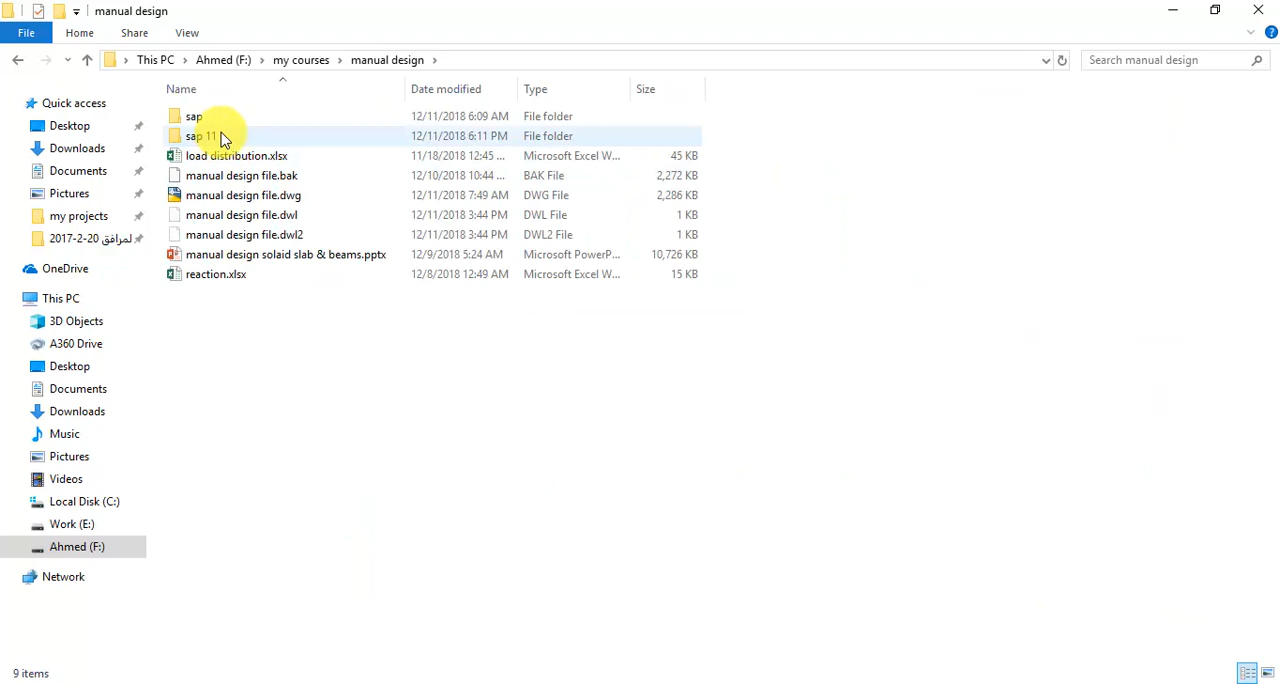 manual design
File Home Share View
This PC Ahmed (F:) my courses manual design
Search manual design
Name Date modified Type Size
Quick access
Desktop
Downloads
Documents
Pictures
my projects
2017-2-20 لمرافق
OneDrive
This PC
3D Objects
A360 Drive
Desktop
Documents
Downloads
Music
Pictures
Videos
Local Disk (C:)
Work (E:)
Ahmed (F:)
Network
sap 12/11/2018 6:09 AM File folder
sap 11 12/11/2018 6:11 PM File folder
load distribution.xlsx 11/18/2018 12:45 ... Microsoft Excel W... 45 KB
manual design file.bak 12/10/2018 10:44 ... BAK File 2,272 KB
manual design file.dwg 12/11/2018 7:49 AM DWG File 2,286 KB
manual design file.dwl 12/11/2018 3:44 PM DWL File 1 KB
manual design file.dwl2 12/11/2018 3:44 PM DWL2 File 1 KB
manual design solaid slab & beams.pptx 12/9/2018 5:24 AM Microsoft PowerP... 10,726 KB
reaction.xlsx 12/8/2018 12:49 AM Microsoft Excel W... 15 KB
9 items